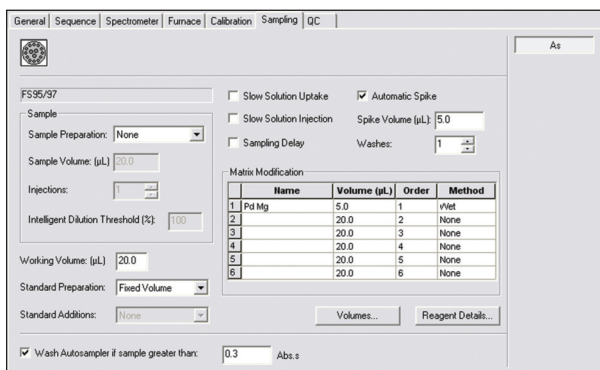 General Sequence Spectrometer Furnace Calibration Sampling QC
As
FS95/97
Sample
Sample Preparation: None
Sample Volume: (µL) 20.0
Injections: 1
Intelligent Dilution Threshold (%): 100
Working Volume: (µL) 20.0
Standard Preparation: Fixed Volume
Standard Additions: None
Slow Solution Uptake
Slow Solution Injection
Sampling Delay
Automatic Spike
Spike Volume (µL): 5.0
Washes: 1
Matrix Modification
Name Volume (µL) Order Method
1 Pd Mg 5.0 1 Wet
2 20.0 2 None
3 20.0 3 None
4 20.0 4 None
5 20.0 5 None
6 20.0 6 None
Volumes... Reagent Details...
Wash Autosampler if sample greater than: 0.3 Abs.s